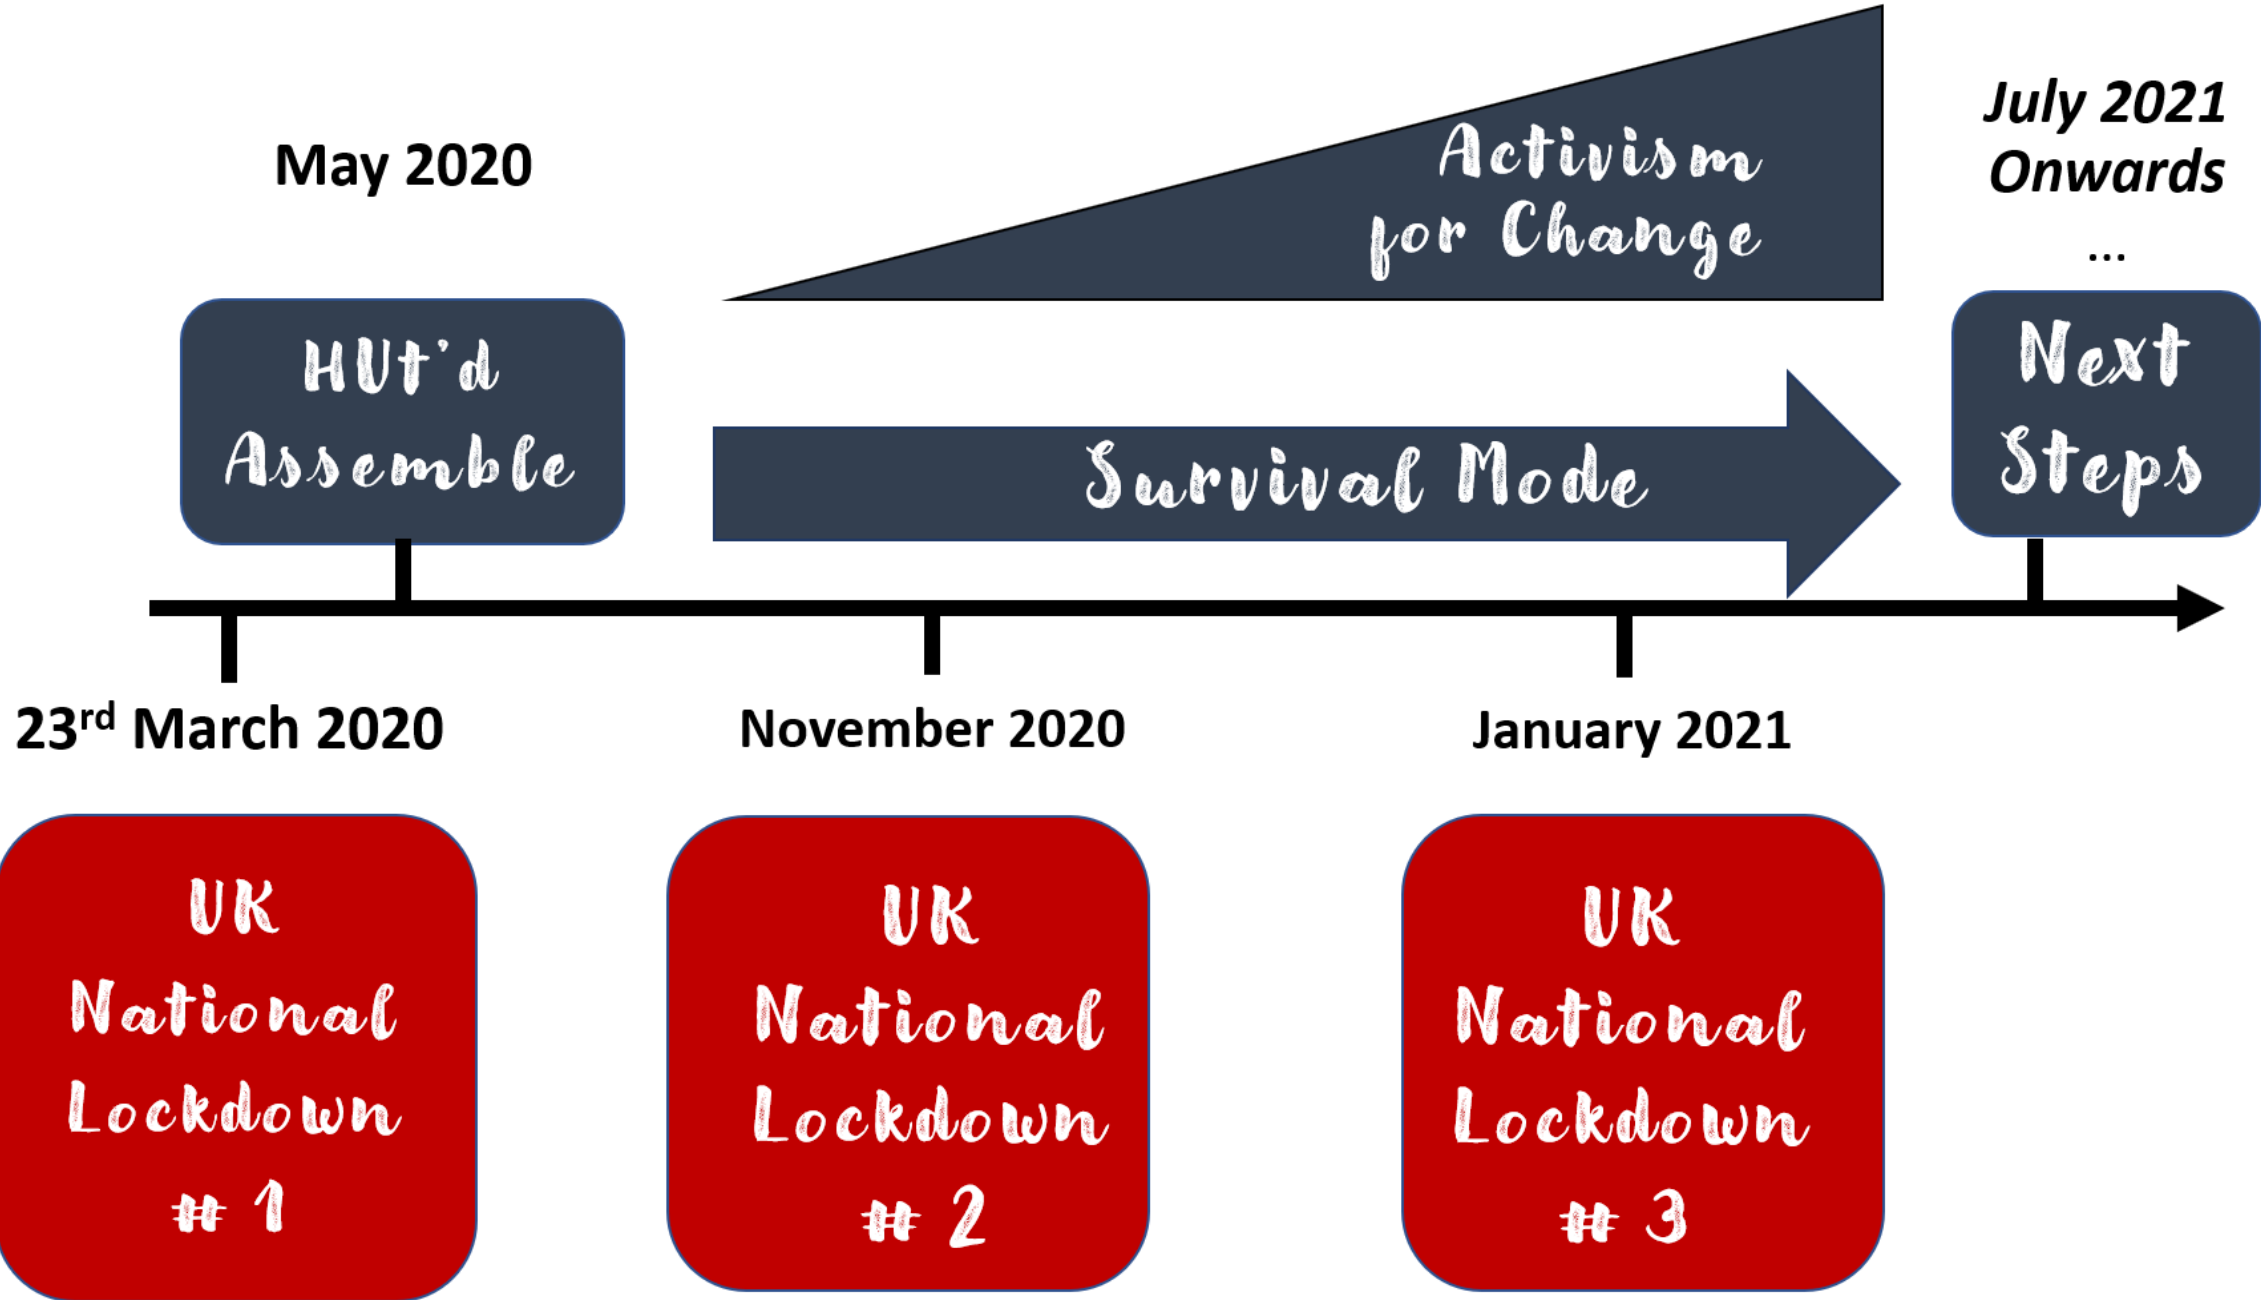 May 2020
HUt'd
Assemble
Activism
for Change
Survival Mode
July 2021
Onwards
...
Next
Steps
23rd March 2020
UK
National
Lockdown
# 1
November 2020
UK
National
Lockdown
# 2
January 2021
UK
National
Lockdown
# 3